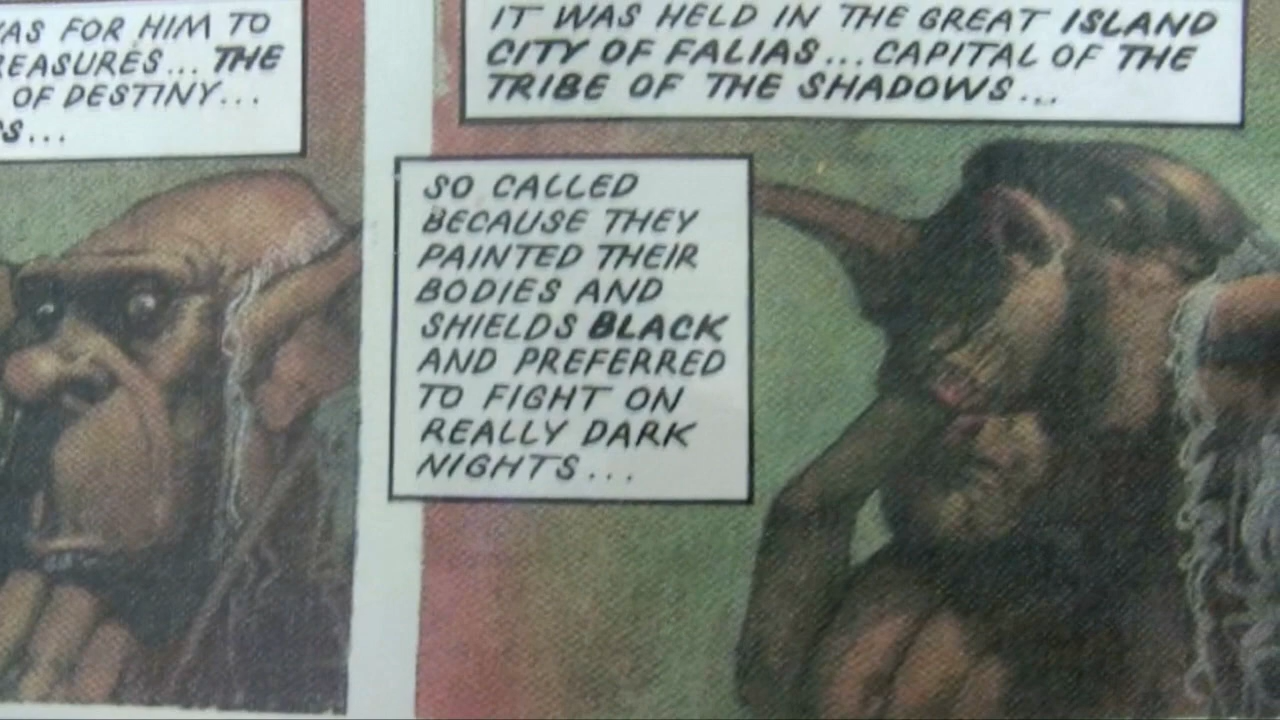 AS FOR HIM TO
EASURES... THE
OF DESTINY...
S...
IT WAS HELD IN THE GREAT ISLAND
CITY OF FALIAS...CAPITAL OF THE
TRIBE OF THE SHADOWS...
SO CALLED
BECAUSE THEY
PAINTED THEIR
BODIES AND
SHIELDS BLACK
AND PREFERRED
TO FIGHT ON
REALLY DARK
NIGHTS...